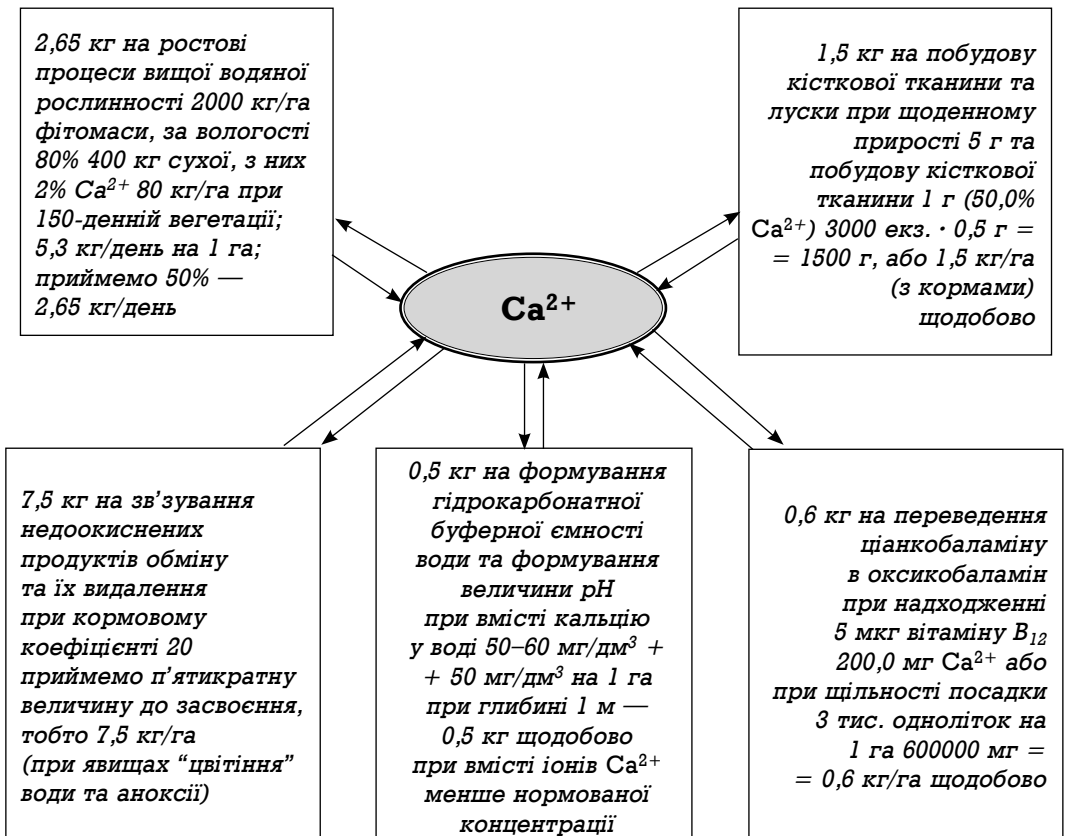 2,65 кг на ростові
процеси вищої водяної
рослинності 2000 кг/га
фітомаси, за вологості
80% 400 кг сухої, з них
2% Ca²⁺ 80 кг/га при
150-денній вегетації;
5,3 кг/день на 1 га;
приймемо 50% —
2,65 кг/день
1,5 кг на побудову
кісткової тканини та
луски при щоденному
прирості 5 г та
побудову кісткової
тканини 1 г (50,0%
Ca²⁺) 3000 екз. · 0,5 г =
= 1500 г, або 1,5 кг/га
(з кормами)
щодобово
Ca²⁺
7,5 кг на зв’зування
недоокиснених
продуктів обміну
та їх видалення
при кормовому
коефіцієнті 20
приймемо п’ятикратну
величину до засвоєння,
тобто 7,5 кг/га
(при явищах “цвітіння”
води та аноксії)
0,5 кг на формування
гідрокарбонатної
буферної ємності
води та формування
величини рН
при вмісті кальцію
у воді 50–60 мг/дм³ +
+ 50 мг/дм³ на 1 га
при глибині 1 м —
0,5 кг щодобово
при вмісті іонів Ca²⁺
менше нормованої
концентрації
0,6 кг на переведення
ціанкобаламіну
в оксикобаламін
при надходженні
5 мкг вітаміну B₁₂
200,0 мг Ca²⁺ або
при щільності посадки
3 тис. одноліток на
1 га 600000 мг =
= 0,6 кг/га щодобово